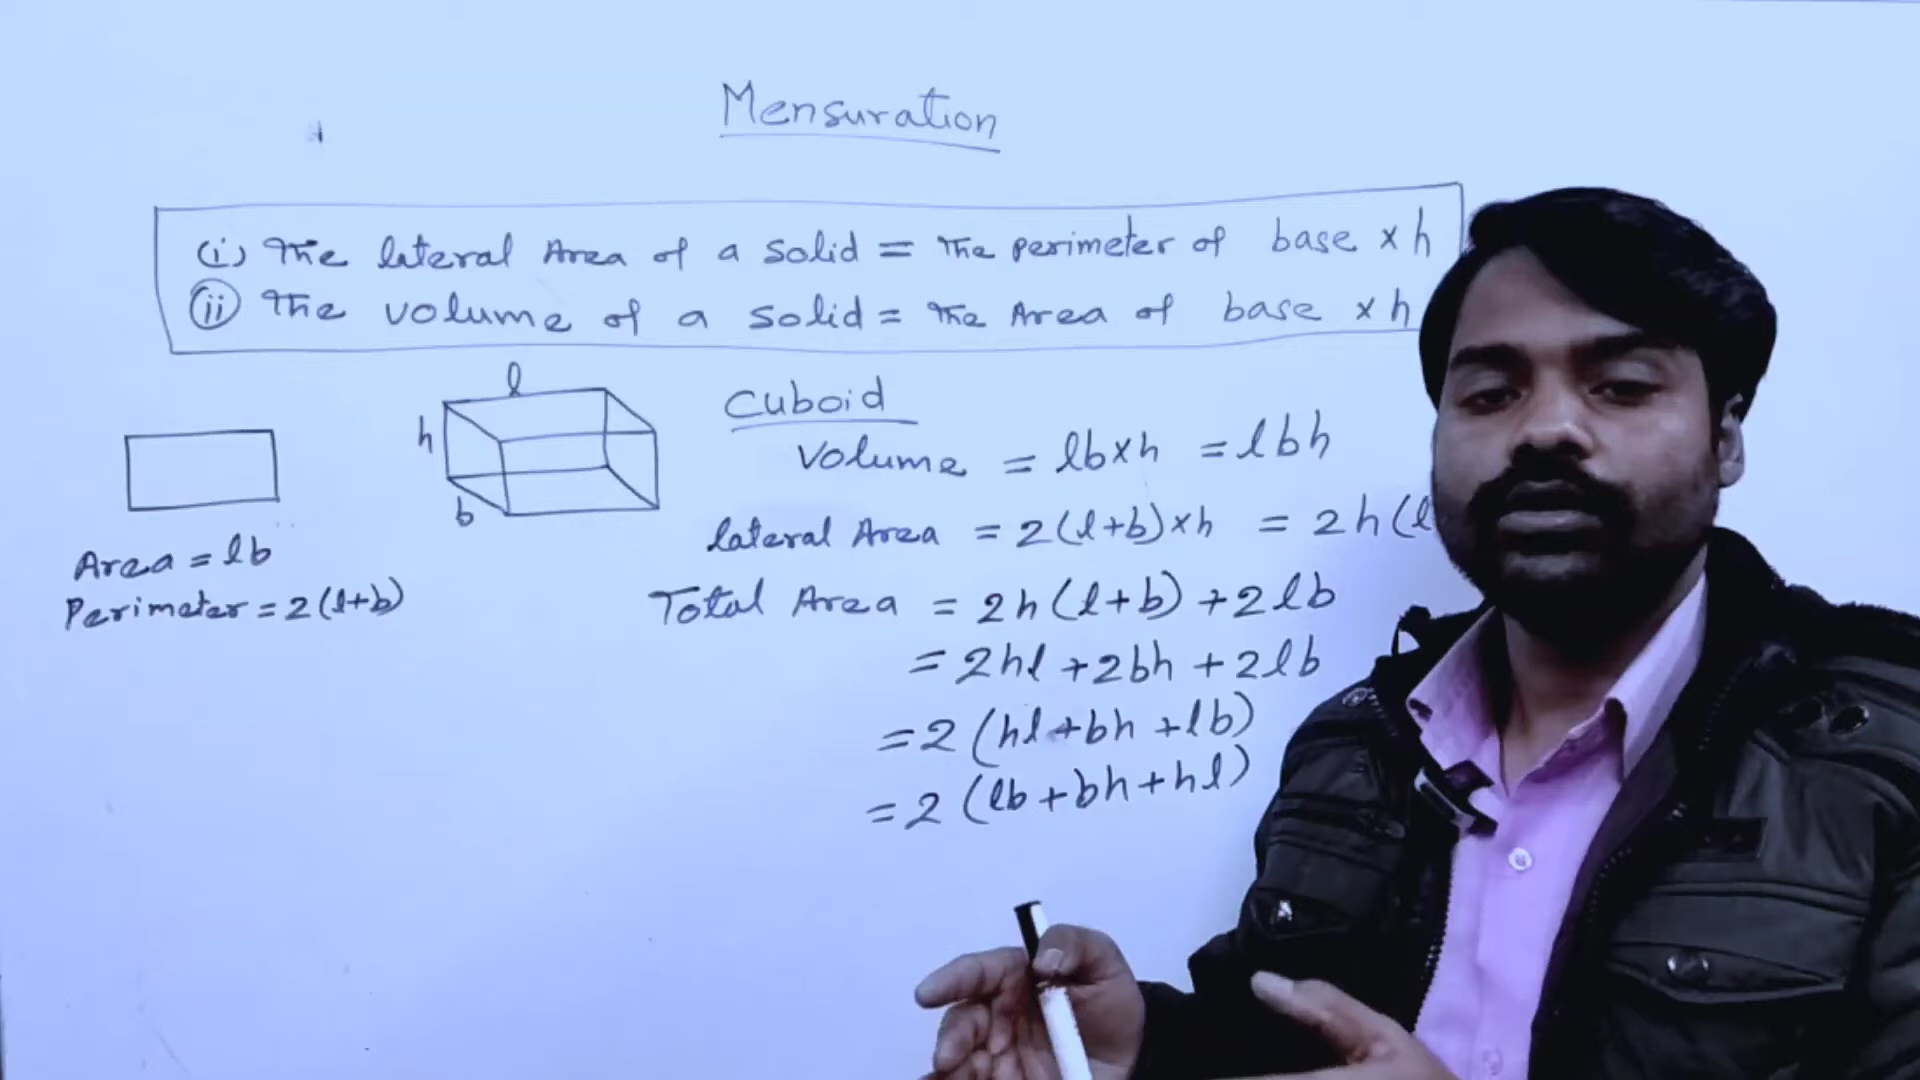 Mensuration
(i) The lateral Area of a solid = The perimeter of base × h
(ii) The volume of a solid = The Area of base × h
l
h
b
Area = lb
Perimeter = 2(l+b)
Cuboid
Volume = lb×h = lbh
lateral Area = 2(l+b)×h = 2h(l
Total Area = 2h(l+b) + 2lb
= 2hl + 2bh + 2lb
= 2(hl + bh + lb)
= 2(lb + bh + hl)